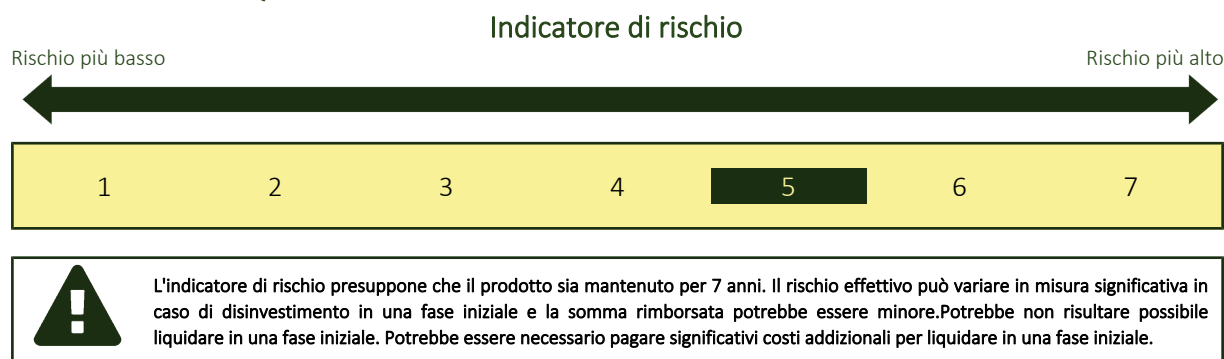 Indicatore di rischio
Rischio più basso
Rischio più alto
1 2 3 4 5 6 7
L'indicatore di rischio presuppone che il prodotto sia mantenuto per 7 anni. Il rischio effettivo può variare in misura significativa in
caso di disinvestimento in una fase iniziale e la somma rimborsata potrebbe essere minore.Potrebbe non risultare possibile
liquidare in una fase iniziale. Potrebbe essere necessario pagare significativi costi addizionali per liquidare in una fase iniziale.